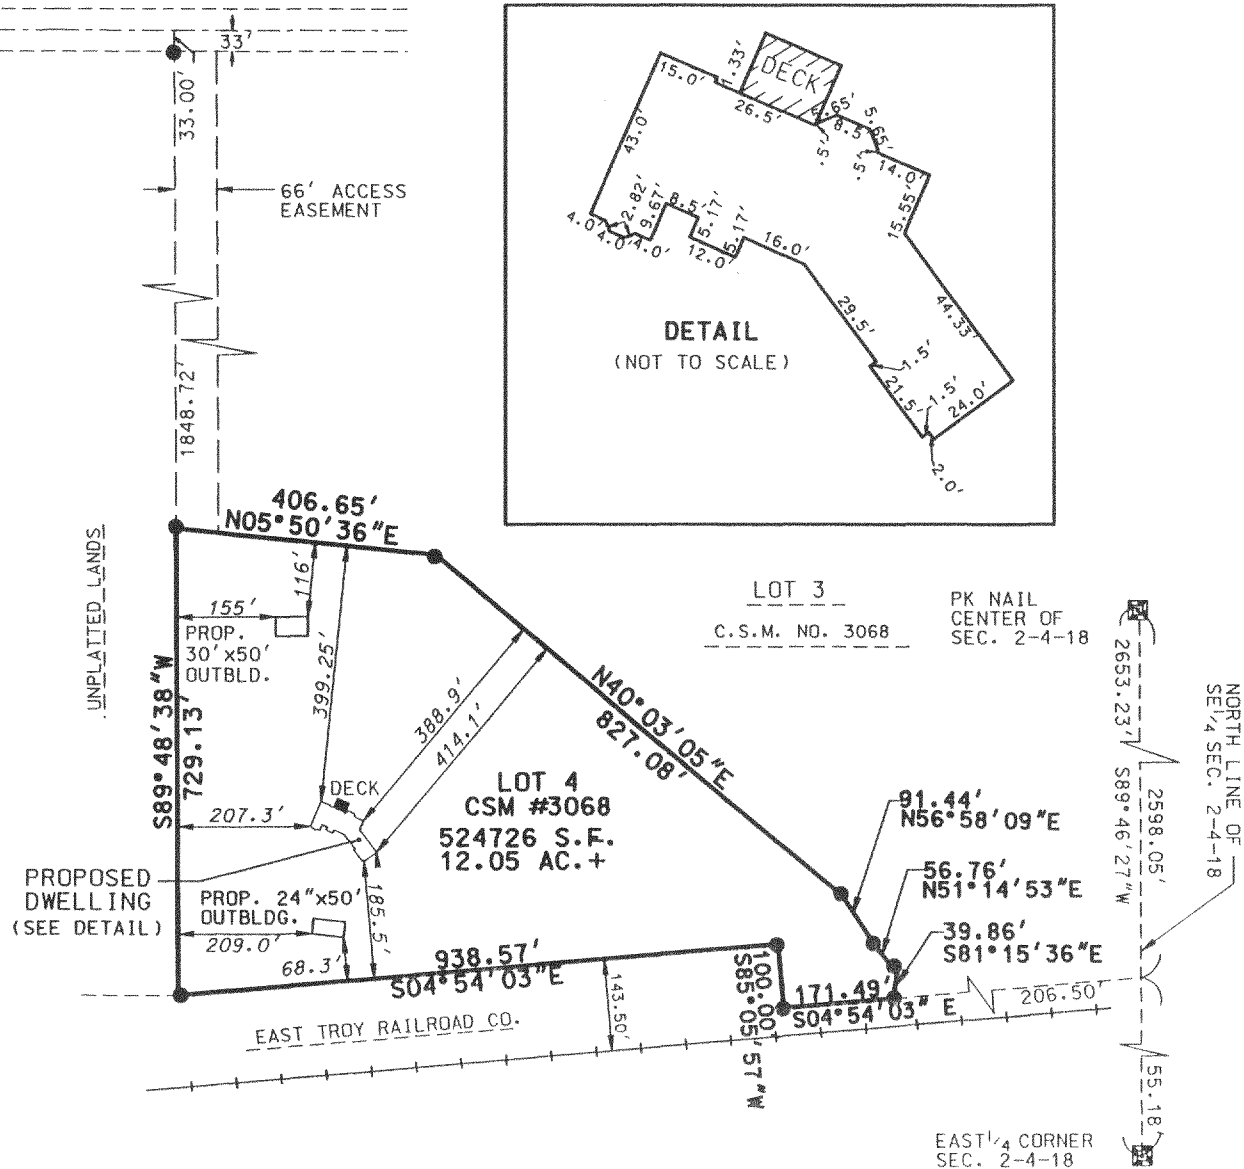 33'
33.00'
66' ACCESS
EASEMENT
1848.72'
15.0'
1.33'
DECK
26.5'
5.65'
8.5'
5.65'
.5'
.5'
14.0'
43.0'
15.55'
4.0'
2.82'
4.0'
4.0'
9.67'
8.5'
5.17'
12.0'
5.17'
16.0'
29.5'
44.33'
DETAIL
(NOT TO SCALE)
1.5'
21.5'
1.5'
24.0'
2.0'
406.65'
N05°50'36"E
UNPLATTED LANDS
S89°48'38"W
729.13'
155'
116'
PROP.
30'x50'
OUTBLD.
399.25'
388.9'
414.1'
N40°03'05"E
827.08'
LOT 3
C.S.M. NO. 3068
PK NAIL
CENTER OF
SEC. 2-4-18
2653.23' S89°46'27"W
2598.05'
NORTH LINE OF
SE1/4 SEC. 2-4-18
DECK
207.3'
LOT 4
CSM #3068
524726 S.F.
12.05 AC.+
91.44'
N56°58'09"E
56.76'
N51°14'53"E
39.86'
S81°15'36"E
PROPOSED
DWELLING
(SEE DETAIL)
PROP. 24"x50'
OUTBLDG.
209.0'
68.3'
185.5'
938.57'
S04°54'03"E
100.00'
S85°05'57"W
171.49'
S04°54'03" E
206.50'
143.50'
EAST TROY RAILROAD CO.
55.18'
EAST 1/4 CORNER
SEC. 2-4-18